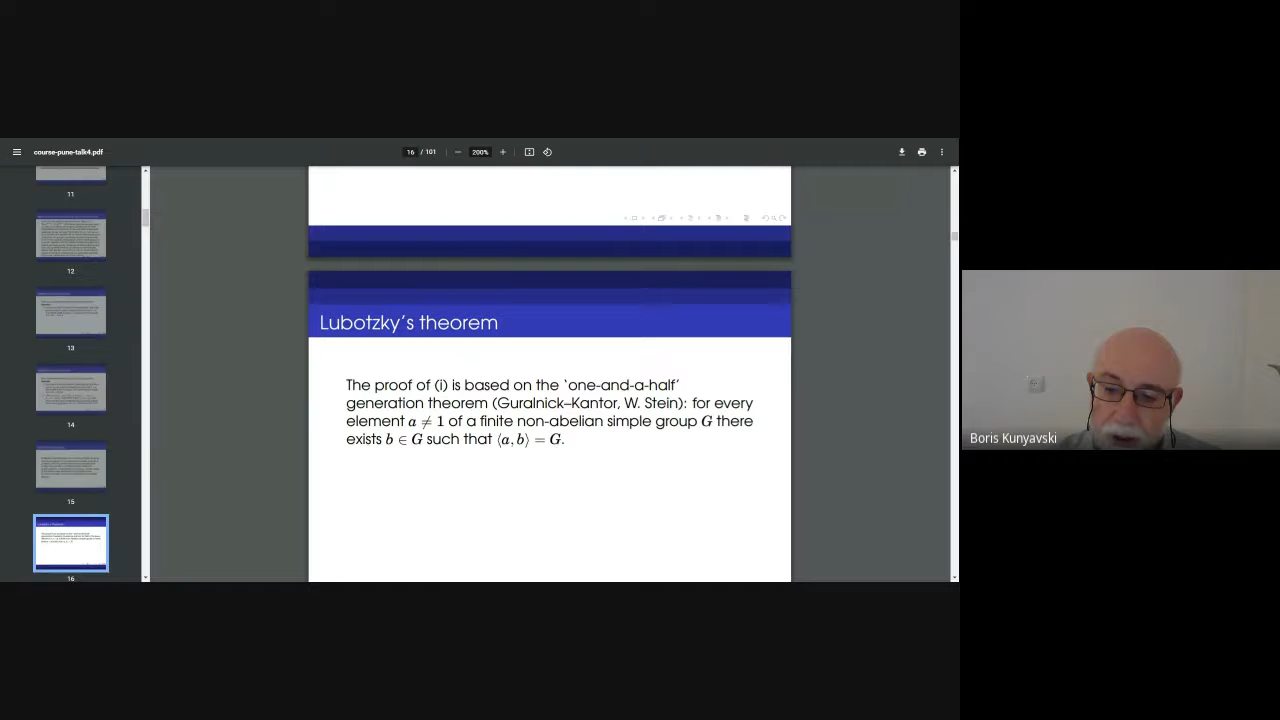 course-pune-talk4.pdf
16 / 101
200%
11
12
13
14
15
16
Lubotzky's theorem
The proof of (i) is based on the `one-and-a-half'
generation theorem (Guralnick–Kantor, W. Stein): for every
element a ≠ 1 of a finite non-abelian simple group G there
exists b ∈ G such that ⟨a, b⟩ = G.
Boris Kunyavski